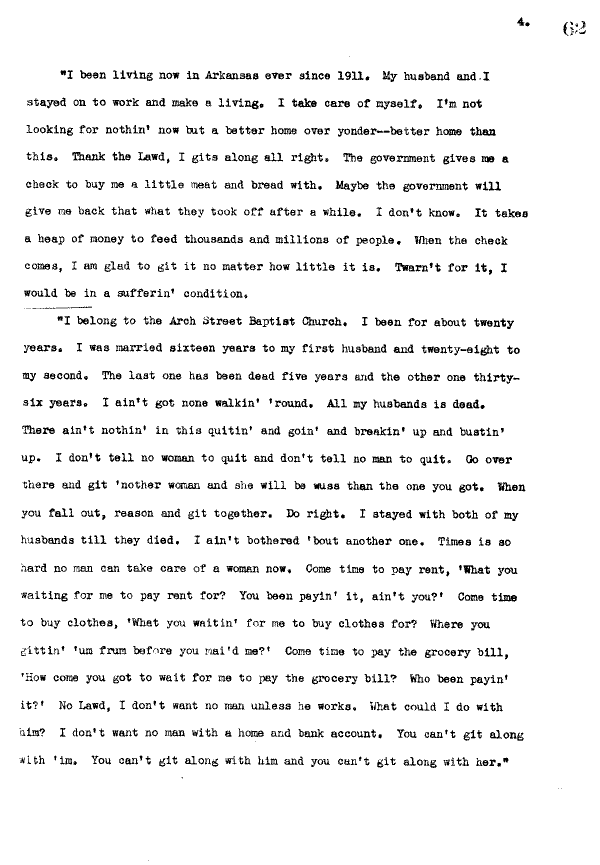 4.
62
"I been living now in Arkansas ever since 1911. My husband and I
stayed on to work and make a living. I take care of myself. I'm not
looking for nothin' now but a better home over yonder--better home than
this. Thank the Lawd, I gits along all right. The government gives me a
check to buy me a little meat and bread with. Maybe the government will
give me back that what they took off after a while. I don't know. It takes
a heap of money to feed thousands and millions of people. When the check
comes, I am glad to git it no matter how little it is. Twarn't for it, I
would be in a sufferin' condition.
"I belong to the Arch Street Baptist Church. I been for about twenty
years. I was married sixteen years to my first husband and twenty-eight to
my second. The last one has been dead five years and the other one thirty-
six years. I ain't got none walkin' 'round. All my husbands is dead.
There ain't nothin' in this quitin' and goin' and breakin' up and bustin'
up. I don't tell no woman to quit and don't tell no man to quit. Go over
there and git 'nother woman and she will be wuss than the one you got. When
you fall out, reason and git together. Do right. I stayed with both of my
husbands till they died. I ain't bothered 'bout another one. Times is so
hard no man can take care of a woman now. Come time to pay rent, 'What you
waiting for me to pay rent for? You been payin' it, ain't you?' Come time
to buy clothes, 'What you waitin' for me to buy clothes for? Where you
gittin' 'um frum before you mai'd me?' Come time to pay the grocery bill,
'How come you got to wait for me to pay the grocery bill? Who been payin'
it?' No Lawd, I don't want no man unless he works. What could I do with
him? I don't want no man with a home and bank account. You can't git along
with 'im. You can't git along with him and you can't git along with her."